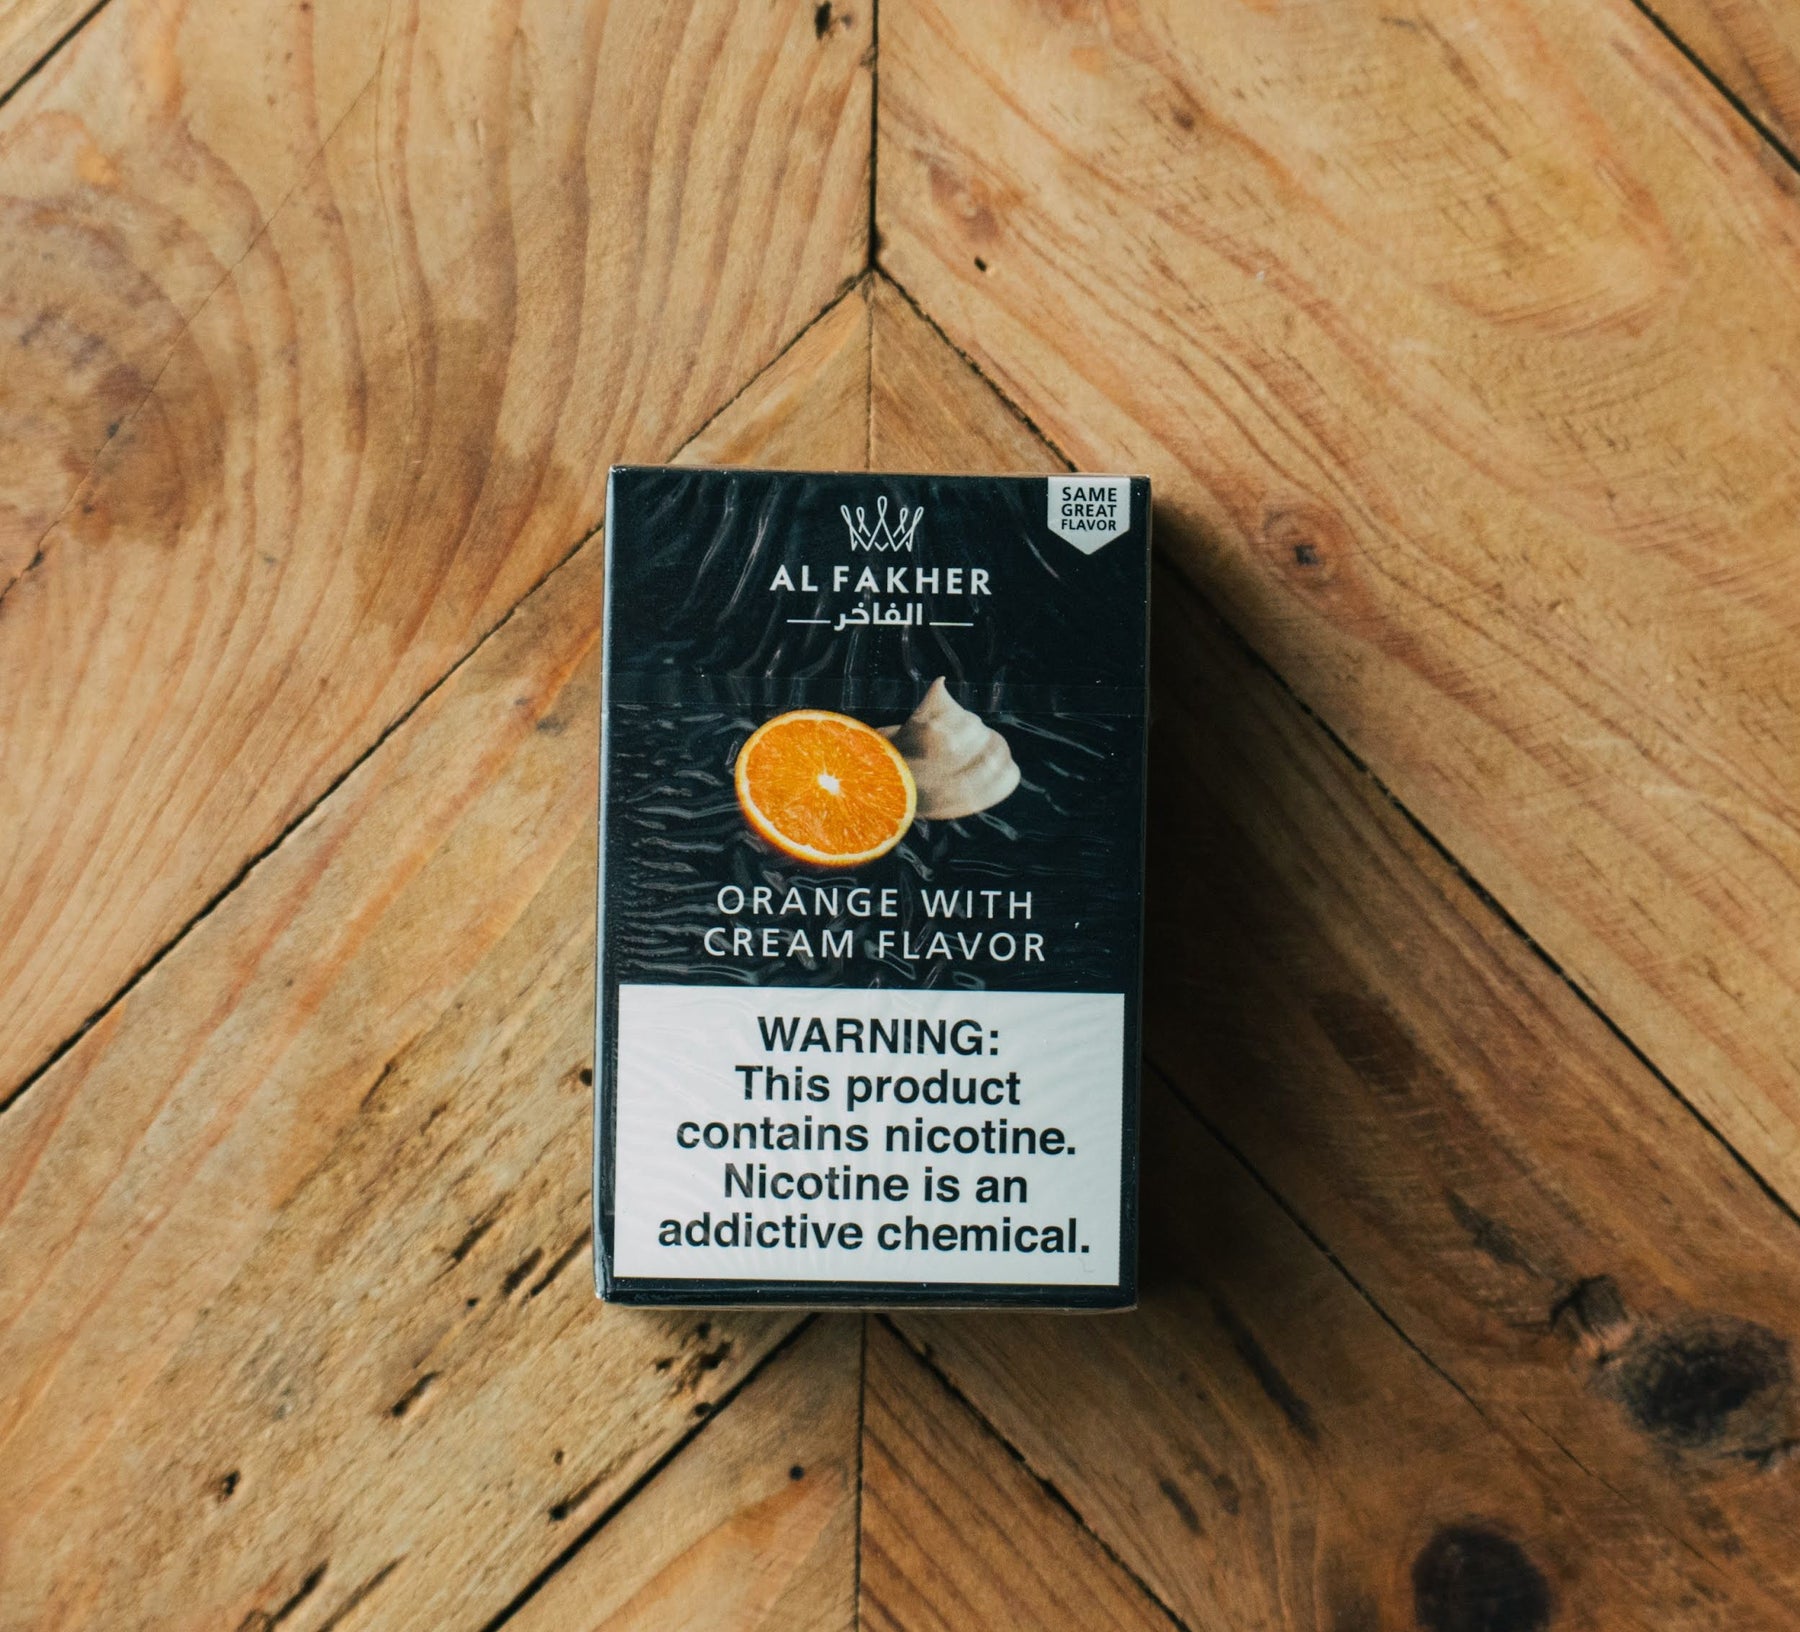 SAME
GREAT
FLAVOR
AL FAKHER
الفاخر
ORANGE WITH
CREAM FLAVOR
WARNING:
This product
contains nicotine.
Nicotine is an
addictive chemical.